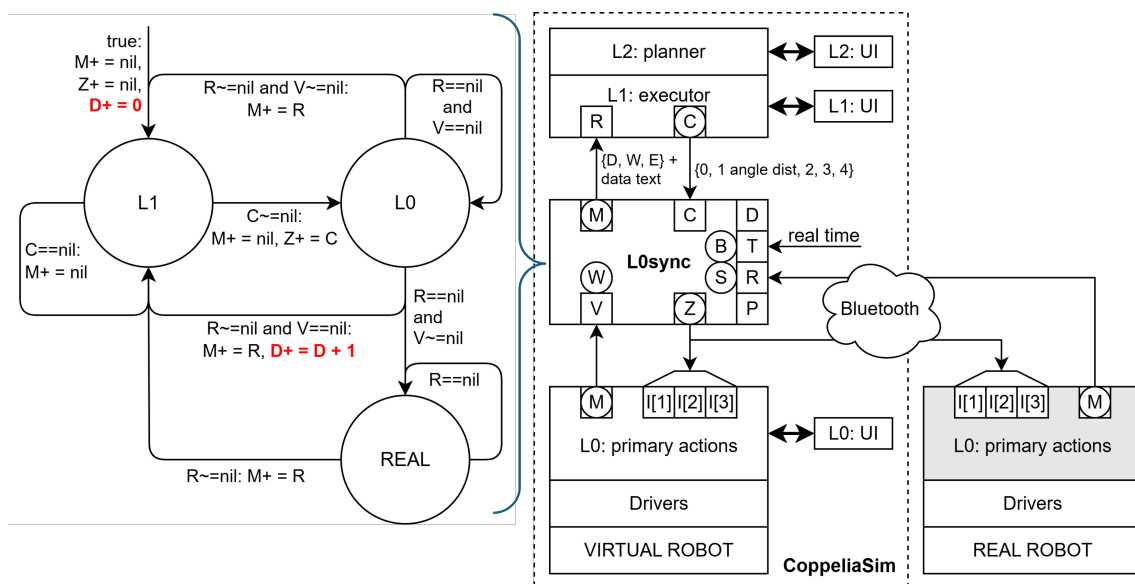 true:
M+ = nil,
Z+ = nil,
D+ = 0
R~=nil and V~=nil:
M+ = R
R==nil
and
V==nil
L1
L0
C~=nil:
M+ = nil, Z+ = C
C==nil:
M+ = nil
R~=nil and V==nil:
M+ = R, D+ = D + 1
R==nil
and
V~=nil
R==nil
REAL
R~=nil: M+ = R
L2: planner
L2: UI
L1: executor
L1: UI
R
C
{D, W, E} +
data text
{0, 1 angle dist, 2, 3, 4}
M
C
D
B
T
real time
L0sync
W
S
R
V
Z
P
Bluetooth
M
I[1]
I[2]
I[3]
L0: primary actions
L0: UI
Drivers
VIRTUAL ROBOT
CoppeliaSim
I[1]
I[2]
I[3]
M
L0: primary actions
Drivers
REAL ROBOT